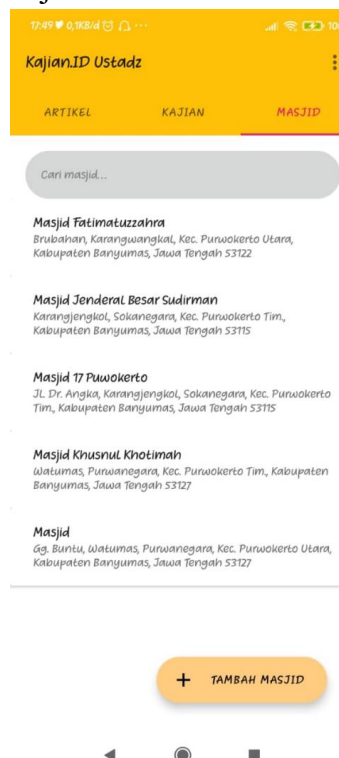 17:49 0,1KB/d ... 10
Kajian.ID Ustadz
ARTIKEL KAJIAN MASJID
Cari masjid...
Masjid Fatimatuzzahra
Brubahan, Karangwangkal, Kec. Purwokerto Utara,
Kabupaten Banyumas, Jawa Tengah 53122
Masjid Jenderal Besar Sudirman
Karangjengkol, Sokanegara, Kec. Purwokerto Tim.,
Kabupaten Banyumas, Jawa Tengah 53115
Masjid 17 Puwokerto
JL. Dr. Angka, Karangjengkol, Sokanegara, Kec. Purwokerto
Tim., Kabupaten Banyumas, Jawa Tengah 53115
Masjid Khusnul Khotimah
Watumas, Purwanegara, Kec. Purwokerto Tim., Kabupaten
Banyumas, Jawa Tengah 53127
Masjid
Gg. Buntu, Watumas, Purwanegara, Kec. Purwokerto Utara,
Kabupaten Banyumas, Jawa Tengah 53127
+ TAMBAH MASJID